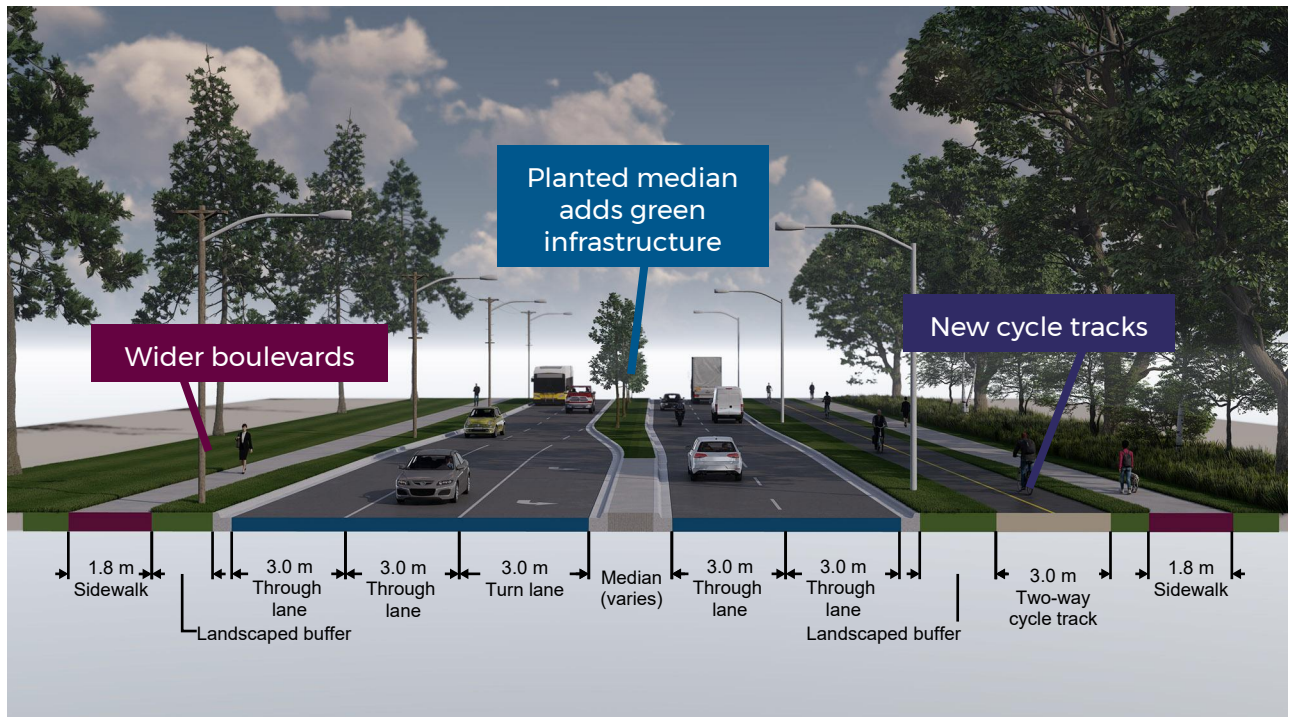 Planted median
adds green
infrastructure
Wider boulevards
New cycle tracks
1.8 m
Sidewalk
Landscaped buffer
3.0 m
Through
lane
3.0 m
Through
lane
3.0 m
Turn lane
Median
(varies)
3.0 m
Through
lane
3.0 m
Through
lane
Landscaped buffer
3.0 m
Two-way
cycle track
1.8 m
Sidewalk